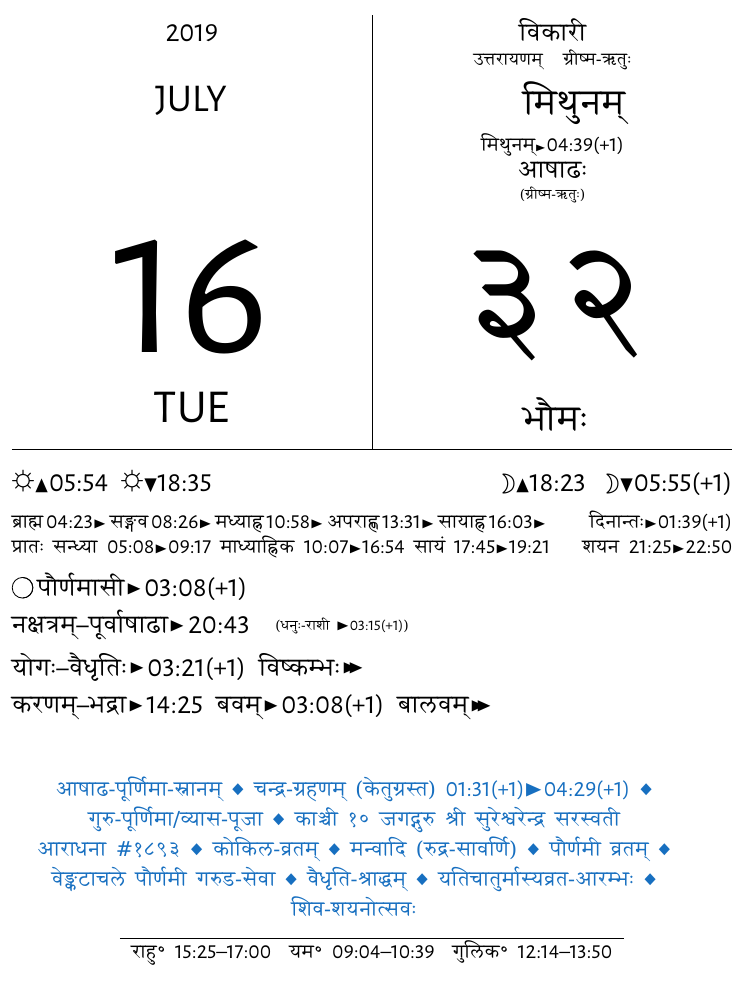 2019
JULY
16
TUE
विकारी
उत्तरायणम् ग्रीष्म-ऋतुः
मिथुनम्
मिथुनम्►04:39(+1)
आषाढः
(ग्रीष्म-ऋतुः)
३२
भौमः
☼▲05:54 ☼▼18:35 ☽▲18:23 ☽▼05:55(+1)
ब्राह्म04:23► सङ्गव08:26► मध्याह्न10:58► अपराह्ण13:31► सायाह्न16:03► दिनान्तः►01:39(+1)
प्रातः सन्ध्या 05:08►09:17 माध्याह्निक 10:07►16:54 सायं 17:45►19:21 शयन 21:25►22:50
○पौर्णमासी►03:08(+1)
नक्षत्रम्–पूर्वाषाढा►20:43 (धनुः-राशी ►03:15(+1))
योगः–वैधृतिः►03:21(+1) विष्कम्भः►►
करणम्–भद्रा►14:25 बवम्►03:08(+1) बालवम्►►
आषाढ-पूर्णिमा-स्नानम् ◆ चन्द्र-ग्रहणम् (केतुग्रस्त) 01:31(+1)►04:29(+1) ◆
गुरु-पूर्णिमा/व्यास-पूजा ◆ काञ्ची १० जगद्गुरु श्री सुरेश्वरेन्द्र सरस्वती
आराधना #१८९३ ◆ कोकिल-व्रतम् ◆ मन्वादि (रुद्र-सावर्णि) ◆ पौर्णमी व्रतम् ◆
वेङ्कटाचले पौर्णमी गरुड-सेवा ◆ वैधृति-श्राद्धम् ◆ यतिचातुर्मास्यव्रत-आरम्भः ◆
शिव-शयनोत्सवः
राहु॰ 15:25–17:00 यम॰ 09:04–10:39 गुलिक॰ 12:14–13:50